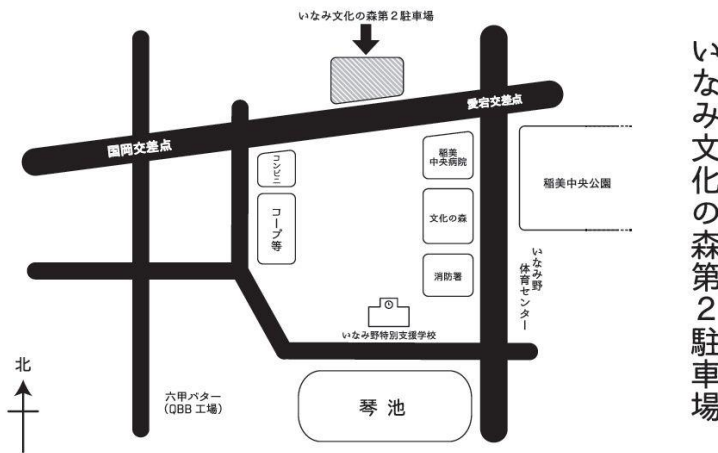 いなみ文化の森第2駐車場
いなみ文化の森第２駐車場
愛宕交差点
国岡交差点
コンビニ
稲美
中央病院
稲美中央公園
コープ等
文化の森
いなみ野
体育センター
消防署
いなみ野特別支援学校
北
六甲バター
(QBB 工場)
琴池